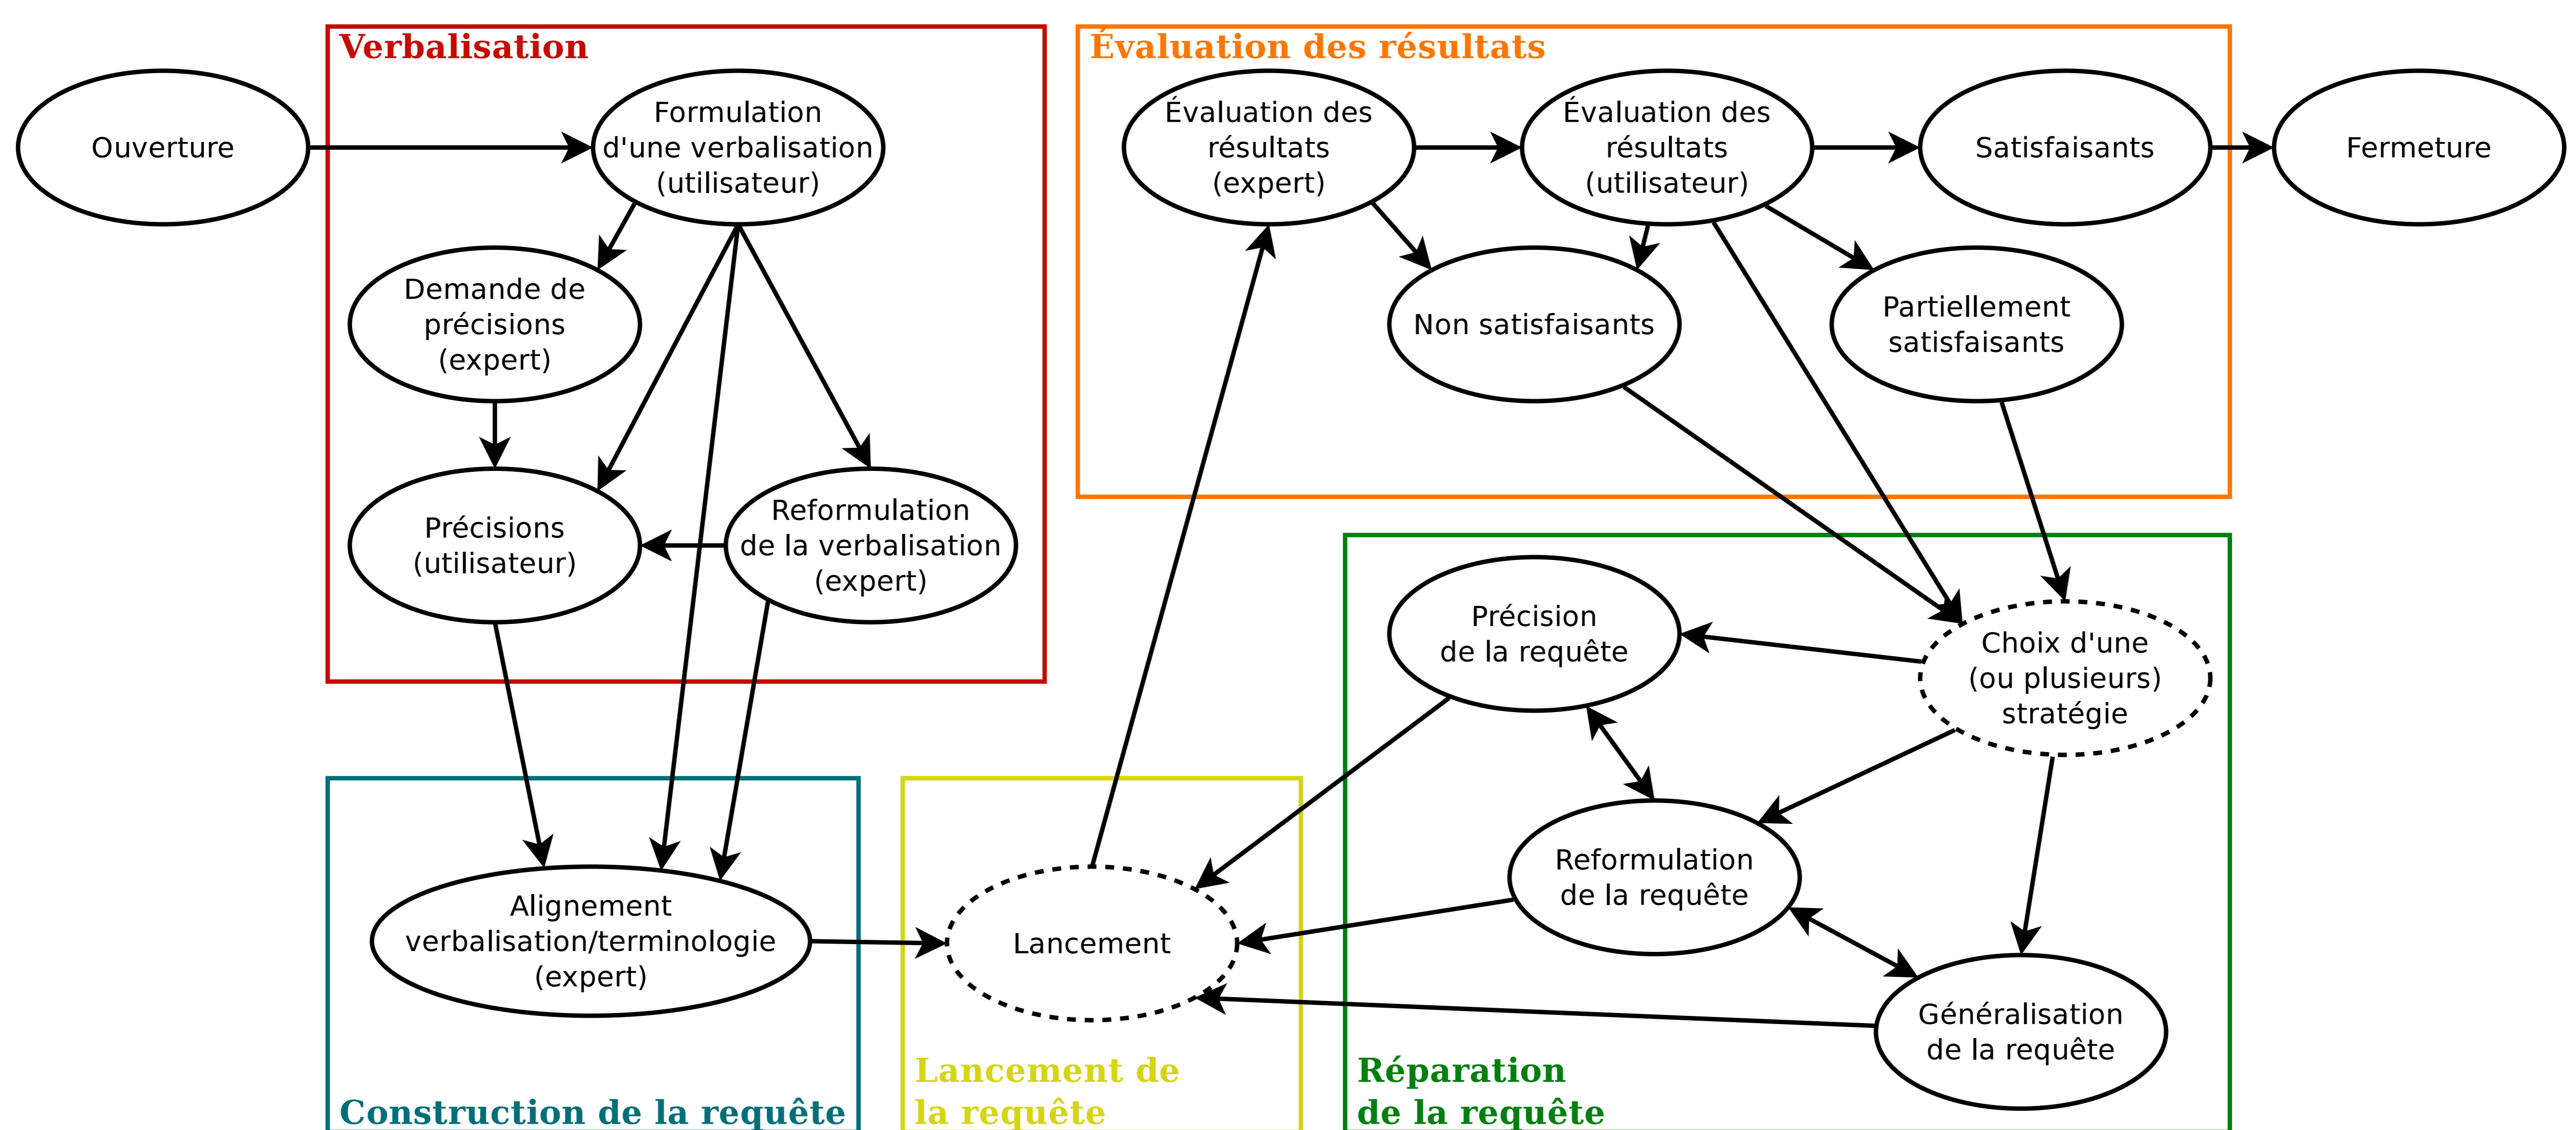 Verbalisation
Évaluation des résultats
Ouverture
Formulation
d'une verbalisation
(utilisateur)
Évaluation des
résultats
(expert)
Évaluation des
résultats
(utilisateur)
Satisfaisants
Fermeture
Demande de
précisions
(expert)
Non satisfaisants
Partiellement
satisfaisants
Précisions
(utilisateur)
Reformulation
de la verbalisation
(expert)
Précision
de la requête
Choix d'une
(ou plusieurs)
stratégie
Reformulation
de la requête
Alignement
verbalisation/terminologie
(expert)
Lancement
Généralisation
de la requête
Construction de la requête
Lancement de
la requête
Réparation
de la requête